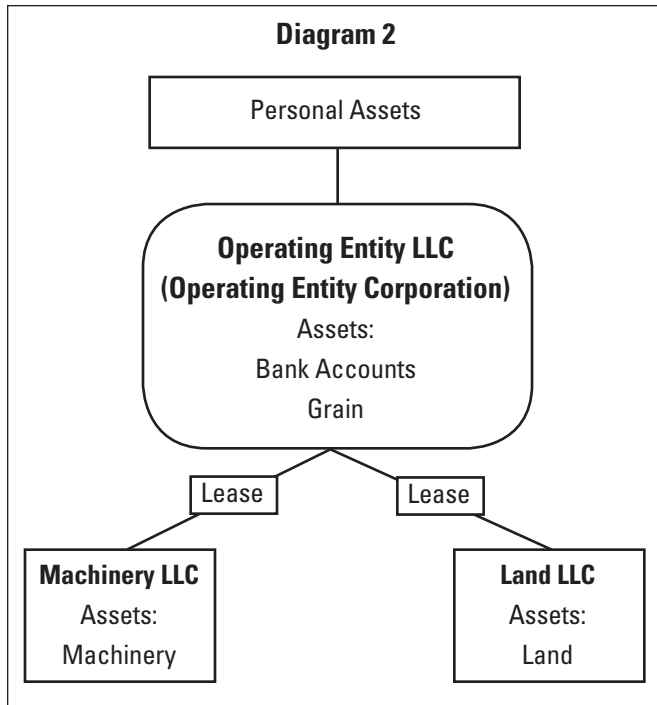 Diagram 2
Personal Assets
Operating Entity LLC
(Operating Entity Corporation)
Assets:
Bank Accounts
Grain
Lease
Lease
Machinery LLC
Assets:
Machinery
Land LLC
Assets:
Land